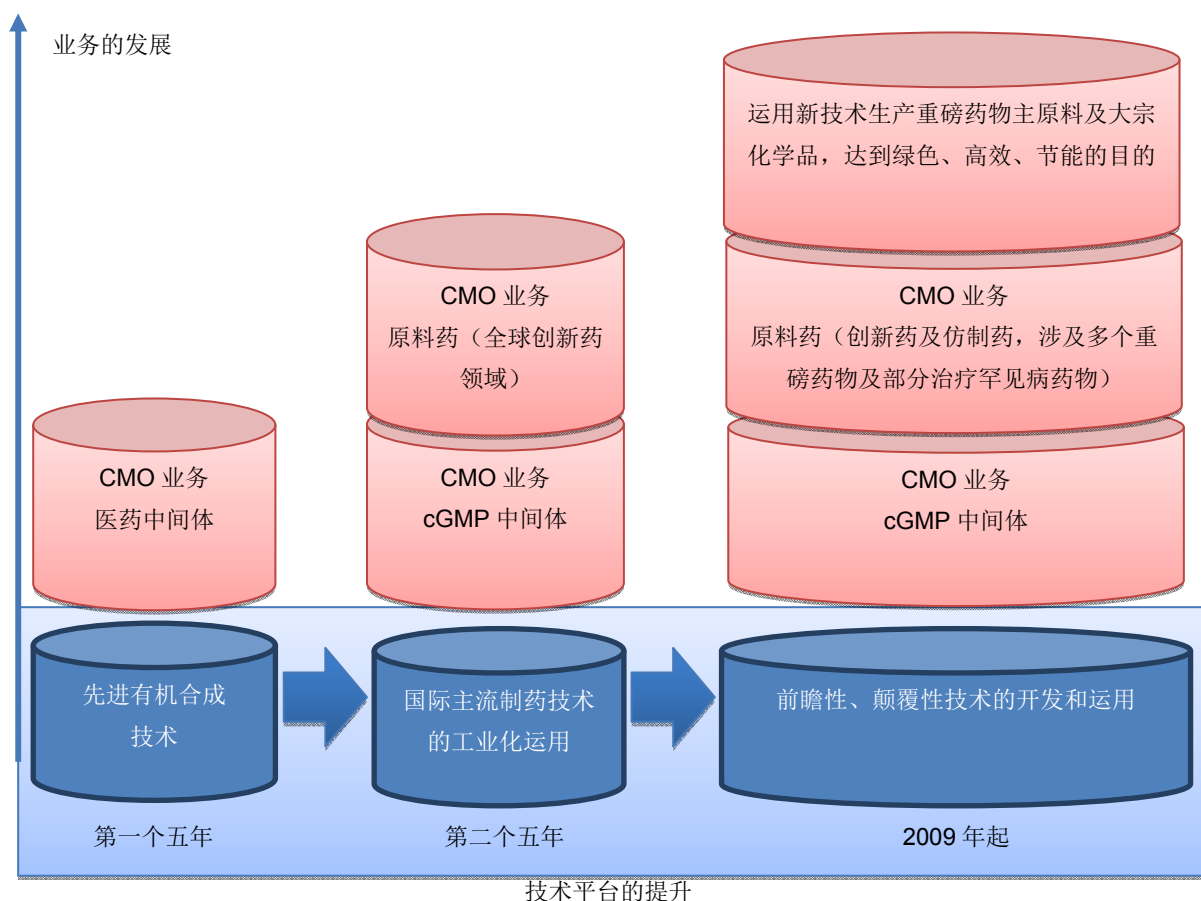 业务的发展
运用新技术生产重磅药物主原料及大宗
化学品，达到绿色、高效、节能的目的
CMO 业务
原料药（全球创新药
领域）
CMO 业务
原料药（创新药及仿制药，涉及多个重
磅药物及部分治疗罕见病药物）
CMO 业务
医药中间体
CMO 业务
cGMP 中间体
CMO 业务
cGMP 中间体
先进有机合成
技术
国际主流制药技术
的工业化运用
前瞻性、颠覆性技术的开发和运用
第一个五年
第二个五年
2009 年起
技术平台的提升